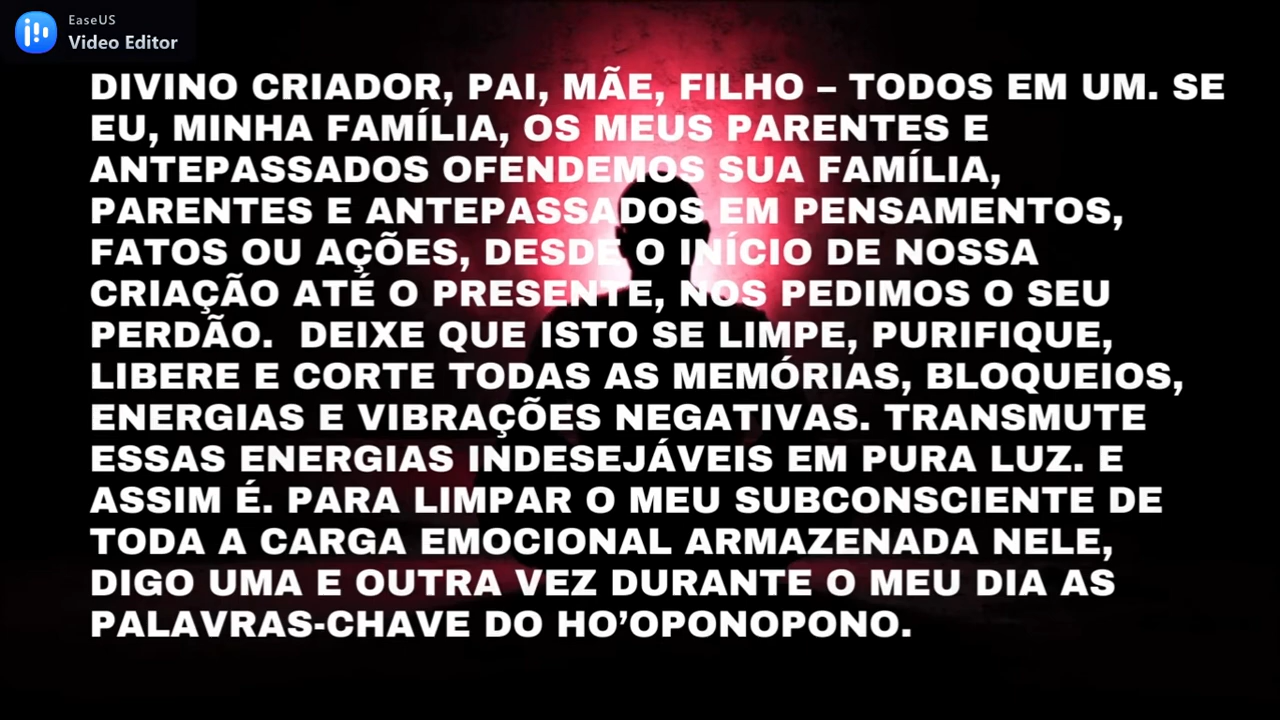 EaseUS
Video Editor
DIVINO CRIADOR, PAI, MÃE, FILHO – TODOS EM UM. SE
EU, MINHA FAMÍLIA, OS MEUS PARENTES E
ANTEPASSADOS OFENDEMOS SUA FAMÍLIA,
PARENTES E ANTEPASSADOS EM PENSAMENTOS,
FATOS OU AÇÕES, DESDE O INÍCIO DE NOSSA
CRIAÇÃO ATÉ O PRESENTE, NOS PEDIMOS O SEU
PERDÃO.  DEIXE QUE ISTO SE LIMPE, PURIFIQUE,
LIBERE E CORTE TODAS AS MEMÓRIAS, BLOQUEIOS,
ENERGIAS E VIBRAÇÕES NEGATIVAS. TRANSMUTE
ESSAS ENERGIAS INDESEJÁVEIS EM PURA LUZ. E
ASSIM É. PARA LIMPAR O MEU SUBCONSCIENTE DE
TODA A CARGA EMOCIONAL ARMAZENADA NELE,
DIGO UMA E OUTRA VEZ DURANTE O MEU DIA AS
PALAVRAS-CHAVE DO HO’OPONOPONO.